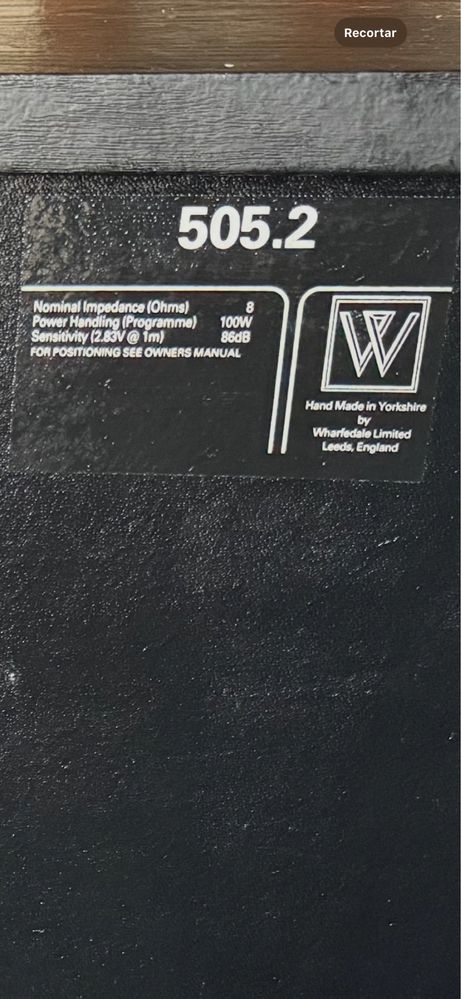 Recortar
505.2
Nominal Impedance (Ohms) 8
Power Handling (Programme) 100W
Sensitivity (2.83V @ 1m) 86dB
FOR POSITIONING SEE OWNERS MANUAL
W
Hand Made in Yorkshire
by
Wharfedale Limited
Leeds, England